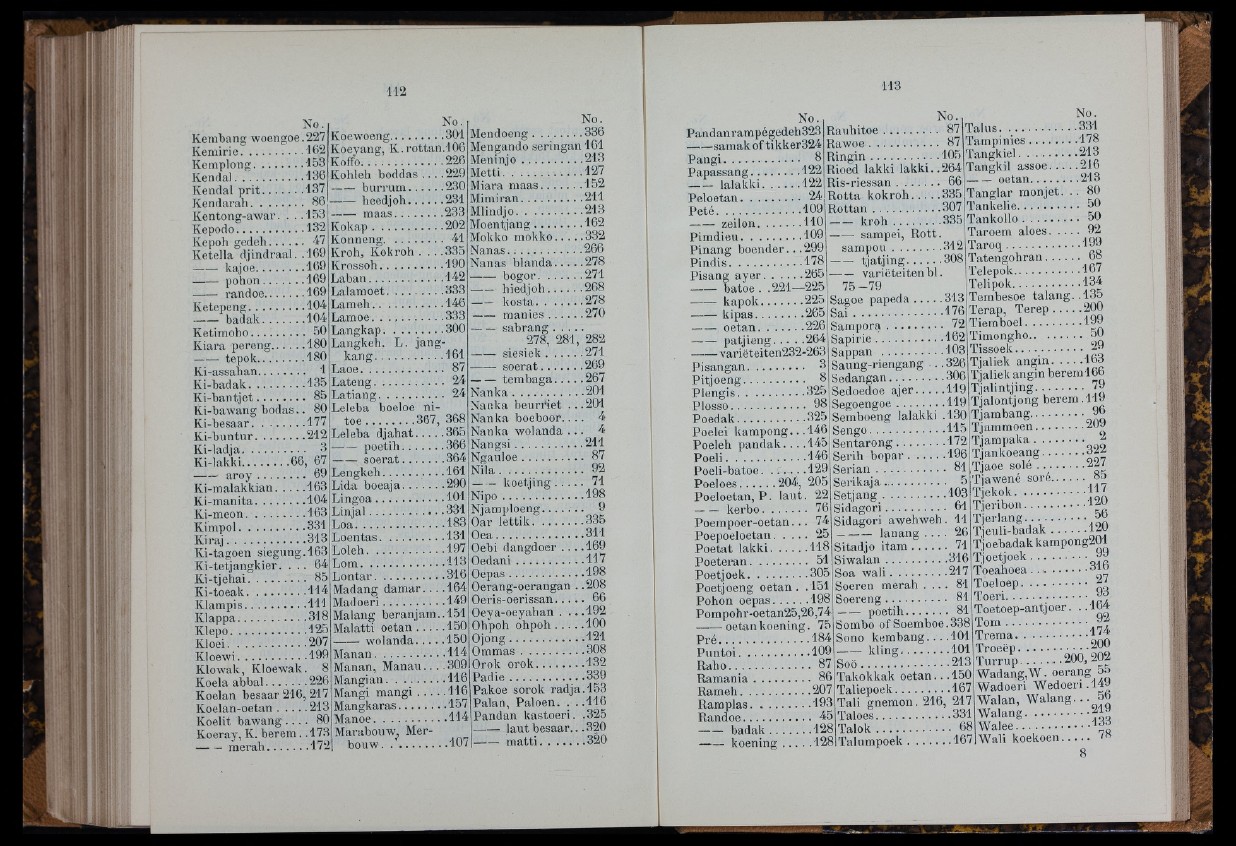 112
No.
Kembang woengoe.227
Kemirie..........162
Kemplong.........153
Kendal...........136
Kendal prit.......137
Kendarah......... 86
Kentong-awar....153
Kepodo...........132
Kepoh gedeh...... 47
Ketella djindraal..169
—— kajoe.......169
—— pohon.......169
—— randoe......169
Ketepeng.........104
—— badak.......104
Ketimoho......... 50
Kiara pereng......180
—— tepok.......180
Ki-assahan....... 1
Ki-badak.........135
Ki-bantjet........ 85
Ki-bawang bodas.. 80
Ki-besaar.........177
Ki-buntur........212
Ki-ladja.......... 3
Ki-lakki........66, 67
—— aroy........ 69
Ki-malakkian.....163
Ki-manita........104
Ki-meon..........163
Kimpol...........331
Kiraj.............313
Ki-tagoen siegung.163
Ki-tetjangkier.... 64
Ki-tjehai......... 85
Ki-toeak.........114
Klampis..........111
Klappa...........318
Klepo............125
Kloei............207
Kloewi...........199
Klowak, Kloewak. 8
Koela abbal.......226
Koelan besaar 216, 217
Koelan-oetan.....213
Koelit bawang.... 80
Koeray, K. berem..173
—— merah.......172
No.
Koewoeng.........301
Koeyang, K. rottan.106
Koffo.............226
Kohleh boddas....229
—— burrum......230
—— heedjoh.....231
—— maas........233
Kokap............202
Konneng.......... 41
Kroh, Kokroh.....335
Krossoh..........190
Laban............142
Lalamoet.........333
Lameh............146
Lamoe............333
Langkap..........300
Langkeh. L. jang-
kang...........161
Laoe............. 87
Lateng........... 24
Latiang.......... 24
Leleba boeloe ni-
toe........367, 368
Leleba djahat.....365
—— poetih......366
—— soerat......364
Lengkeh..........161
Lida boeaja.......290
Lingoa...........101
Linjal............331
Loa..............183
Loentas..........131
Loleh............197
Lom..............113
Lontar...........316
Madang damar....164
Madoeri..........149
Malang beranjam..151
Malatti oetan.....150
—— wolanda.....150
Manan............114
Manan, Manau....309
Mangian..........116
Mangi mangi.....116
Mangkaras........157
Manoe............114
Marabouw, Mer-
bouw...........107
No.
Mendoeng.........336
Mengando seringan 161
Meninjo..........213
Metti............127
Miara maas.......152
Mimiran..........211
Mlindjo..........213
Moentjang........162
Mokko mokko.....332
Nanas............266
Nanas blanda.....278
—— bogor.......271
—— hiedjoh.....268
—— kosta.......278
—— manies......270
—— sabrang.....
278, 281, 282
—— siesiek......271
—— soerat......269
—— tembaga.....267
Nanka............201
Nanka beurriet...201
Nanka boeboor.... 4
Nanka wolanda... 4
Nangsi...........211
Ngauloe.......... 87
Nila.............. 92
—— koetjing..... 71
Nipo.............198
Njamploeng....... 9
Oar lettik........335
Oea..............311
Oebi dangdoer....169
Oedani...........117
Oepas............198
Oerang-oerangan..208
Oeris-oerissan.... 66
Oeya-oeyahan....192
Ohpoh ohpoh.....100
Ojong............121
Ommas...........308
Orok orok........132
Padie............339
Pakoe sorok radja.153
Palan, Paloen....116
Pandan kastoeri..325
—— laut besaar...320
—— matti.......320
113
No.
Pandan rampégedeh323
—— samak of tikker324
Pangi............. 8
Papassang........122
—— lalakki......122
Peloetan.......... 24
Peté.............109
—— zeilon.......110
Pimdieu..........109
Pinang boender...299
Pindis............178
Pisang ayer.......265
—— batoe..221—225
—— kapok.......225
—— kipas........265
—— oetan........226
—— patjieng.....264
—— variëteiten232-263
Pisangan.......... 3
Pitjoeng.......... 8
Plengis...........325
Plosso............ 98
Poedak...........325
Poelei kampong...146
Poeleh pandak....145
Poeli.............146
Poeli-batoe.......129
Poeloes......204, 205
Poeloetan, P. laut. 22
—— kerbo........ 76
Poempoer-oetan... 74
Poepoeloetan..... 25
Poetat lakki......118
Poeteran.......... 51
Poetjoek..........305
Poetjoeng oetan..151
Pohon oepas......198
Pompohr-oetan25,26,74
—— oetan koening. 75
Pré..............184
Puntoi...........109
Raho............. 87
Ramania.......... 86
Rameh............207
Ramplas..........193
Randoe........... 45
—— badak.......128
—— koening.....128
No.
Rauhitoe.......... 87
Rawoe............ 87
Ringin............105
Rioed lakki lakki..264
Ris-riessan....... 66
Rotta kokroh.....335
Rottan...........307
—— kroh........335
—— sampei, Rott.
sampou.........312
—— tjatjing.....308
—— variëteiten bl.
75—79
Sagoe papeda.....313
Sai..............176
Sampora.......... 72
Sapirie...........162
Sappan...........103
Saung-riengang...326
Sedangan.........306
Sedoedoe ajer.....119
Segoengoe........119
Semboeng lalakki.130
Sengo............115
Sentarong........172
Serih bopar......196
Serian............ 81
Serikaja.......... 5
Setjang...........103
Sidagori.......... 61
Sidagori awehweh. 11
——— lanang.... 26
Sitadjo itam...... 71
Siwalan..........316
Soa wali.........217
Soeren merah..... 81
Soereng........... 81
—— poetih....... 81
Sombo of Soemboe.338
Sono kembang....101
—— kling........101
Soö..............213
Takokkak oetan...150
Taliepoek.........167
Tali gnemon. 216, 217
Taloes............331
Talok............ 68
Talumpoek........167
No.
Talus............331
Tampinies........178
Tangkiel..........213
Tangkil assoe.....216
—— oetan........213
Tanglar monjet... 80
Tankelie.......... 50
Tankollo.......... 50
Taroem aloes..... 92
Taroq............199
Tatengohran...... 68
Telepok..........167
Telipok..........134
Tembesoe talang..135
Terap, Terep.....200
Tiemboel.........199
Timongho......... 50
Tissoek........... 29
Tjaliek angin.....163
Tjaliek angin berem166
Tjalintjing........ 79
Tjalontjong berem.119
Tjambang......... 96
Tjammoen........209
Tjampaka......... 2
Tjankoeang.......322
Tjaoe solé........227
Tjawené soré..... 85
Tjekok...........117
Tjeribon..........120
Tjerlang.......... 56
Tjeuli-badak......120
Tjoebadak kampong201
Tjoetjoek......... 99
Toeahoea.........316
Toeloep........... 27
Toeri............. 93
Toetoep-antjoer...164
Tom.............. 92
Trema............174
Troeëp...........200
Turrup......200, 202
Wadang, W. oerang 55
Wadoeri Wedoeri.149
Walan, Walang... 56
Walang..........219
Walee............133
Wali koekoen..... 78
8